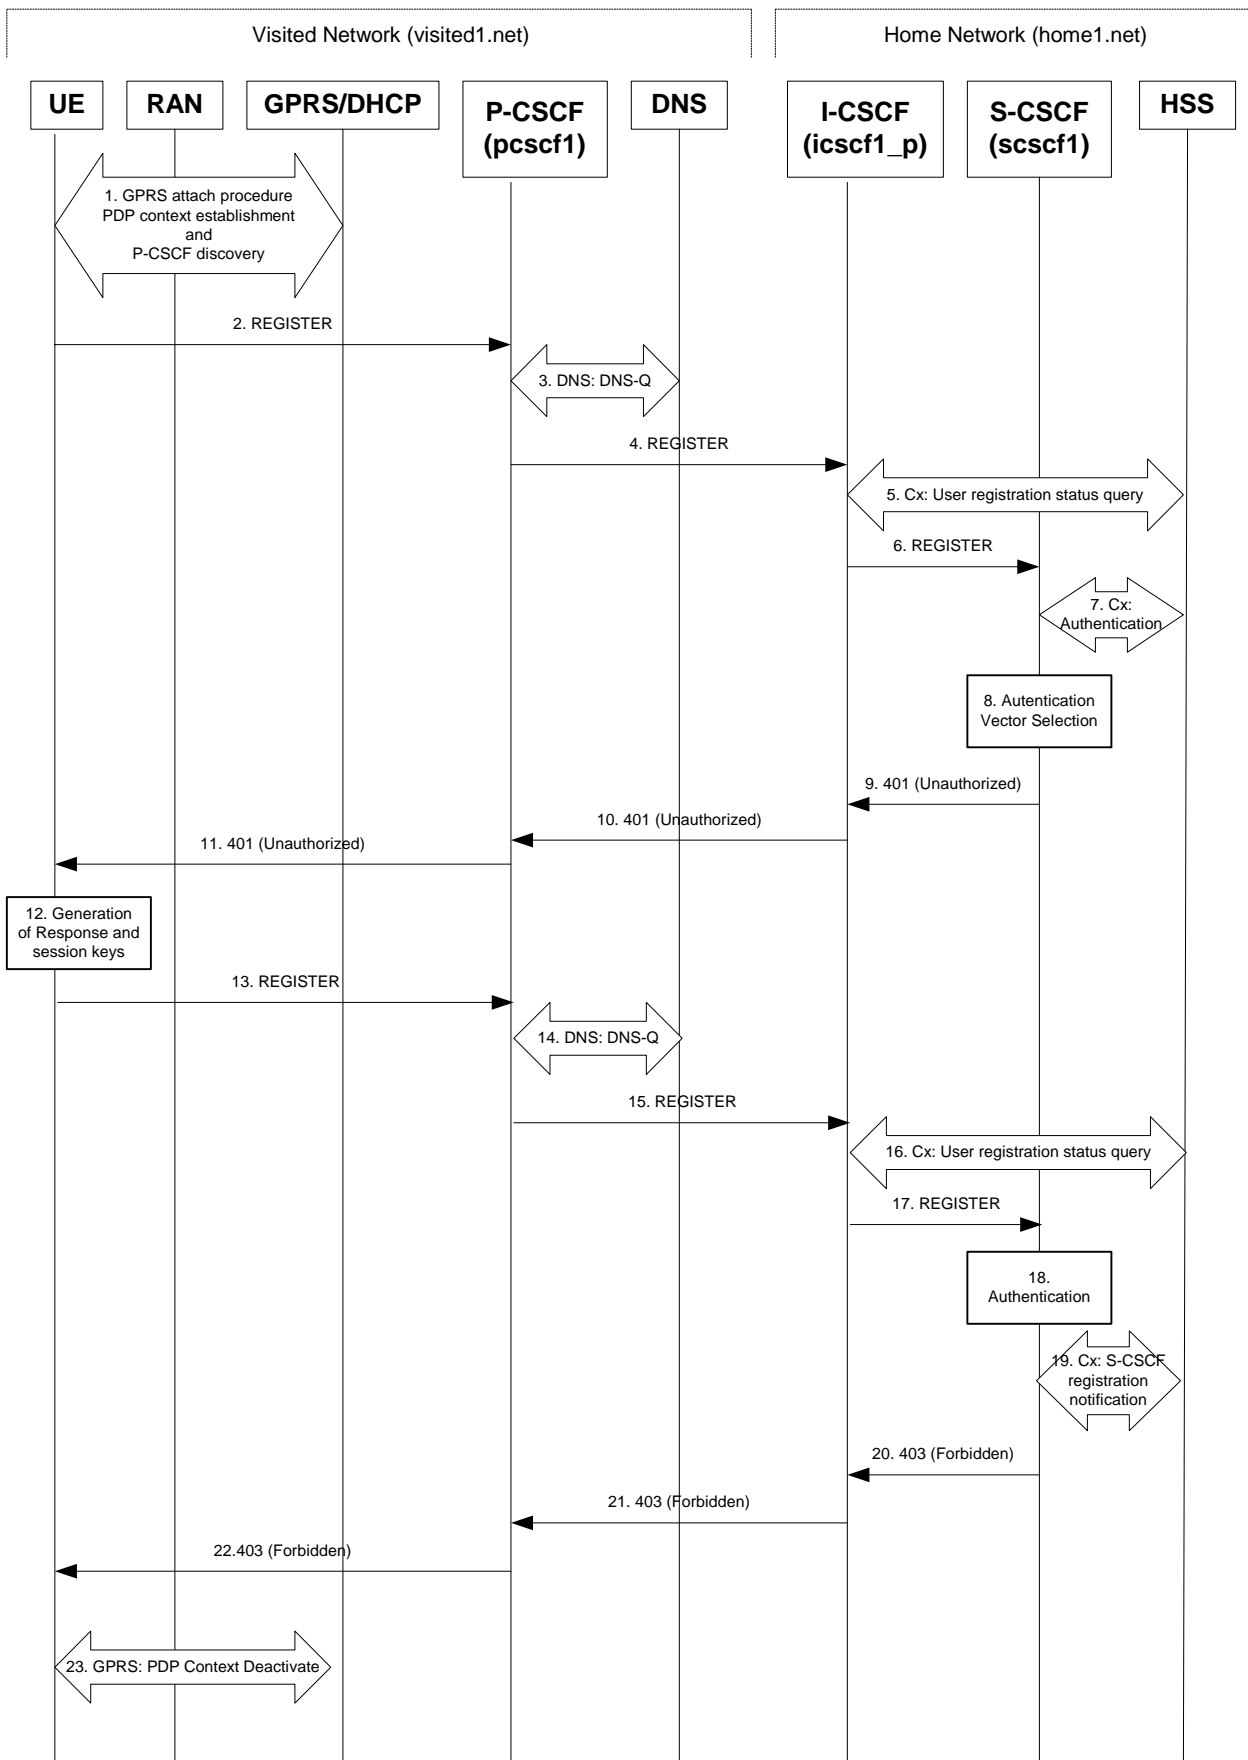 Visited Network (visited1.net)
Home Network (home1.net)
UE
RAN
GPRS/DHCP
P-CSCF
(pcscf1)
DNS
I-CSCF
(icscf1_p)
S-CSCF
(scscf1)
HSS
1. GPRS attach procedure
PDP context establishment
and
P-CSCF discovery
2. REGISTER
3. DNS: DNS-Q
4. REGISTER
5. Cx: User registration status query
6. REGISTER
7. Cx:
Authentication
8. Autentication
Vector Selection
9. 401 (Unauthorized)
10. 401 (Unauthorized)
11. 401 (Unauthorized)
12. Generation
of Response and
session keys
13. REGISTER
14. DNS: DNS-Q
15. REGISTER
16. Cx: User registration status query
17. REGISTER
18.
Authentication
19. Cx: S-CSCF
registration
notification
20. 403 (Forbidden)
21. 403 (Forbidden)
22.403 (Forbidden)
23. GPRS: PDP Context Deactivate